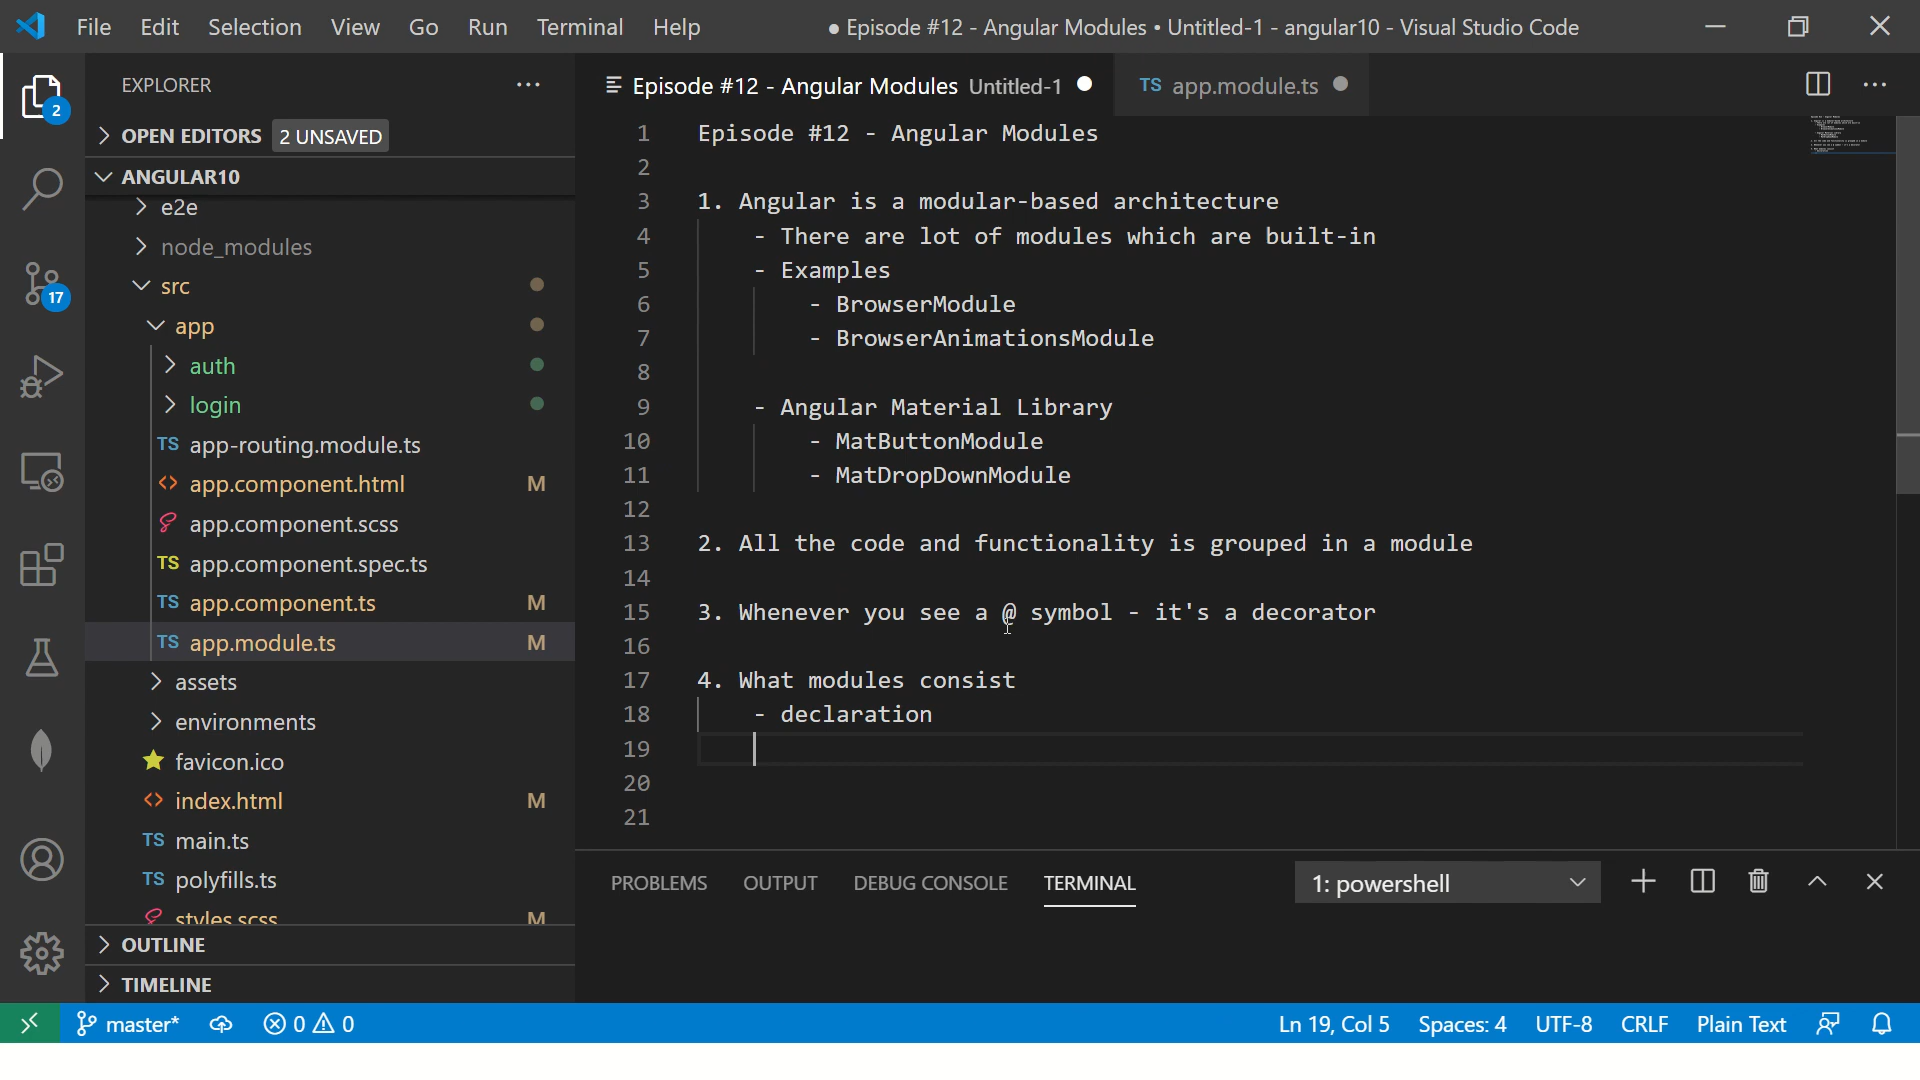 File Edit Selection View Go Run Terminal Help
● Episode #12 - Angular Modules • Untitled-1 - angular10 - Visual Studio Code
EXPLORER
2
17
OPEN EDITORS 2 UNSAVED
ANGULAR10
e2e
node_modules
src
app
auth
login
TS app-routing.module.ts
<> app.component.html M
app.component.scss
TS app.component.spec.ts
TS app.component.ts M
TS app.module.ts M
assets
environments
favicon.ico
<> index.html M
TS main.ts
TS polyfills.ts
styles.scss M
OUTLINE
TIMELINE
Episode #12 - Angular Modules Untitled-1
TS app.module.ts
1 Episode #12 - Angular Modules
2
3 1. Angular is a modular-based architecture
4 - There are lot of modules which are built-in
5 - Examples
6 - BrowserModule
7 - BrowserAnimationsModule
8
9 - Angular Material Library
10 - MatButtonModule
11 - MatDropDownModule
12
13 2. All the code and functionality is grouped in a module
14
15 3. Whenever you see a @ symbol - it's a decorator
16
17 4. What modules consist
18 - declaration
19
20
21
PROBLEMS OUTPUT DEBUG CONSOLE TERMINAL 1: powershell
master* 0 0 Ln 19, Col 5 Spaces: 4 UTF-8 CRLF Plain Text